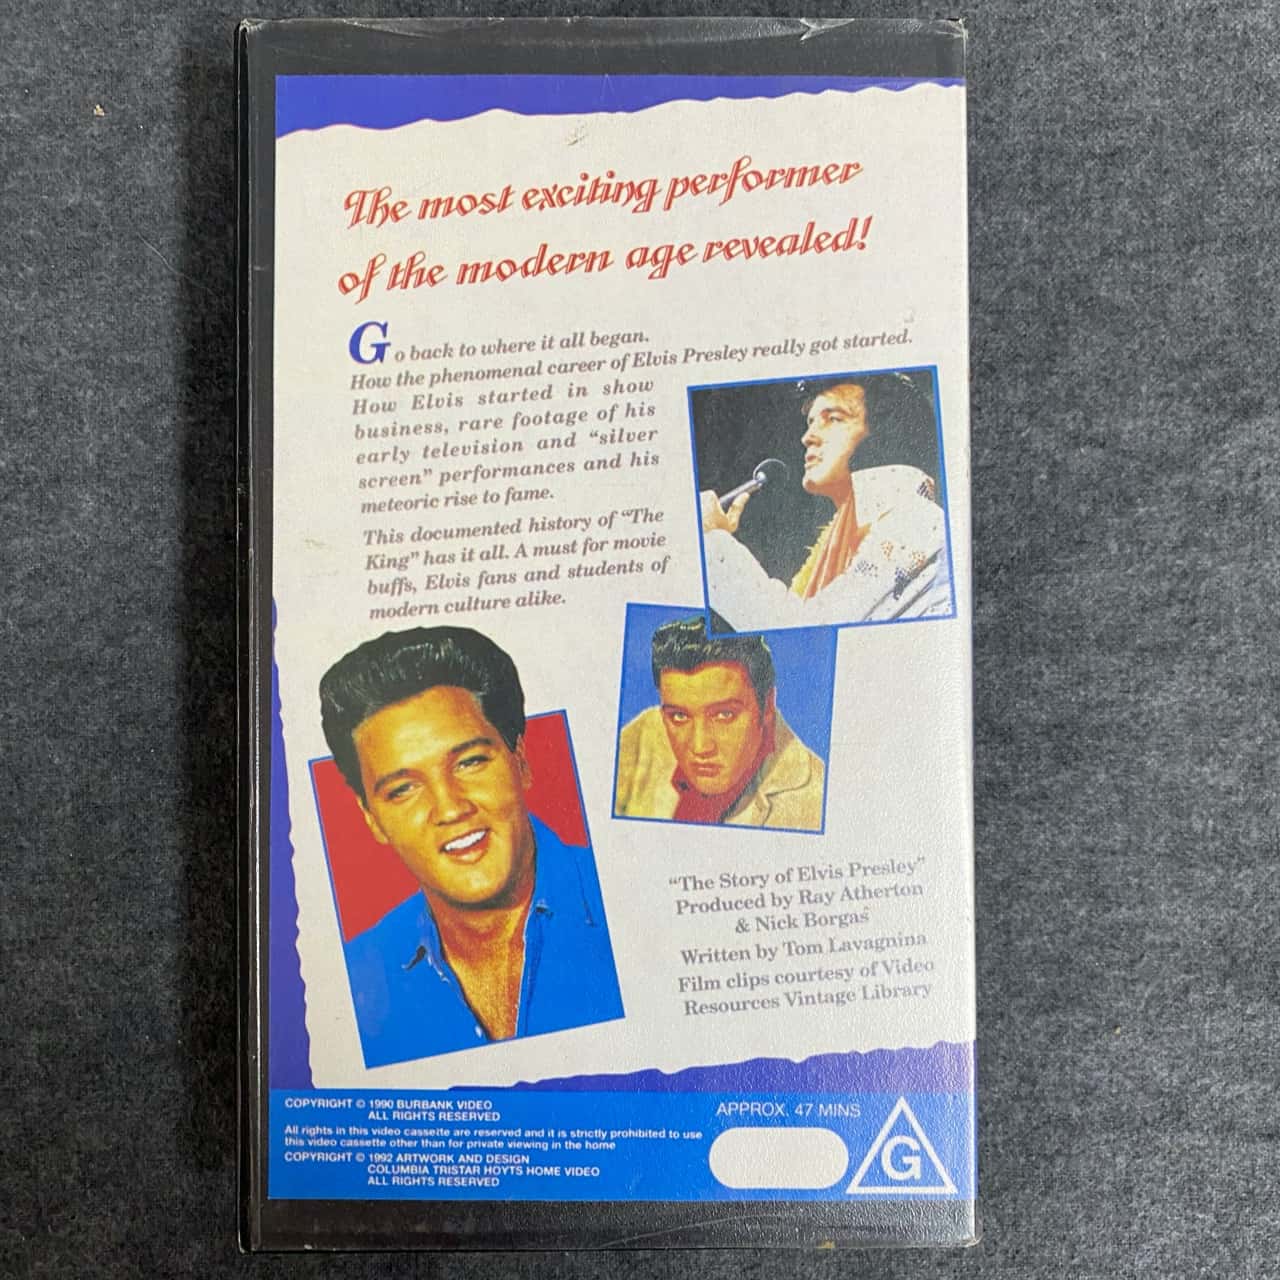 The most exciting performer
of the modern age revealed!
Go back to where it all began.
How the phenomenal career of Elvis Presley really got started.
How Elvis started in show
business, rare footage of his
early television and “silver
screen” performances and his
meteoric rise to fame.
This documented history of “The
King” has it all. A must for movie
buffs, Elvis fans and students of
modern culture alike.
“The Story of Elvis Presley”
Produced by Ray Atherton
& Nick Borgas
Written by Tom Lavagnina
Film clips courtesy of Video
Resources Vintage Library
COPYRIGHT © 1990 BURBANK VIDEO
ALL RIGHTS RESERVED
All rights in this video cassette are reserved and it is strictly prohibited to use
this video cassette other than for private viewing in the home
COPYRIGHT © 1992 ARTWORK AND DESIGN
COLUMBIA TRISTAR HOYTS HOME VIDEO
ALL RIGHTS RESERVED
APPROX. 47 MINS
G